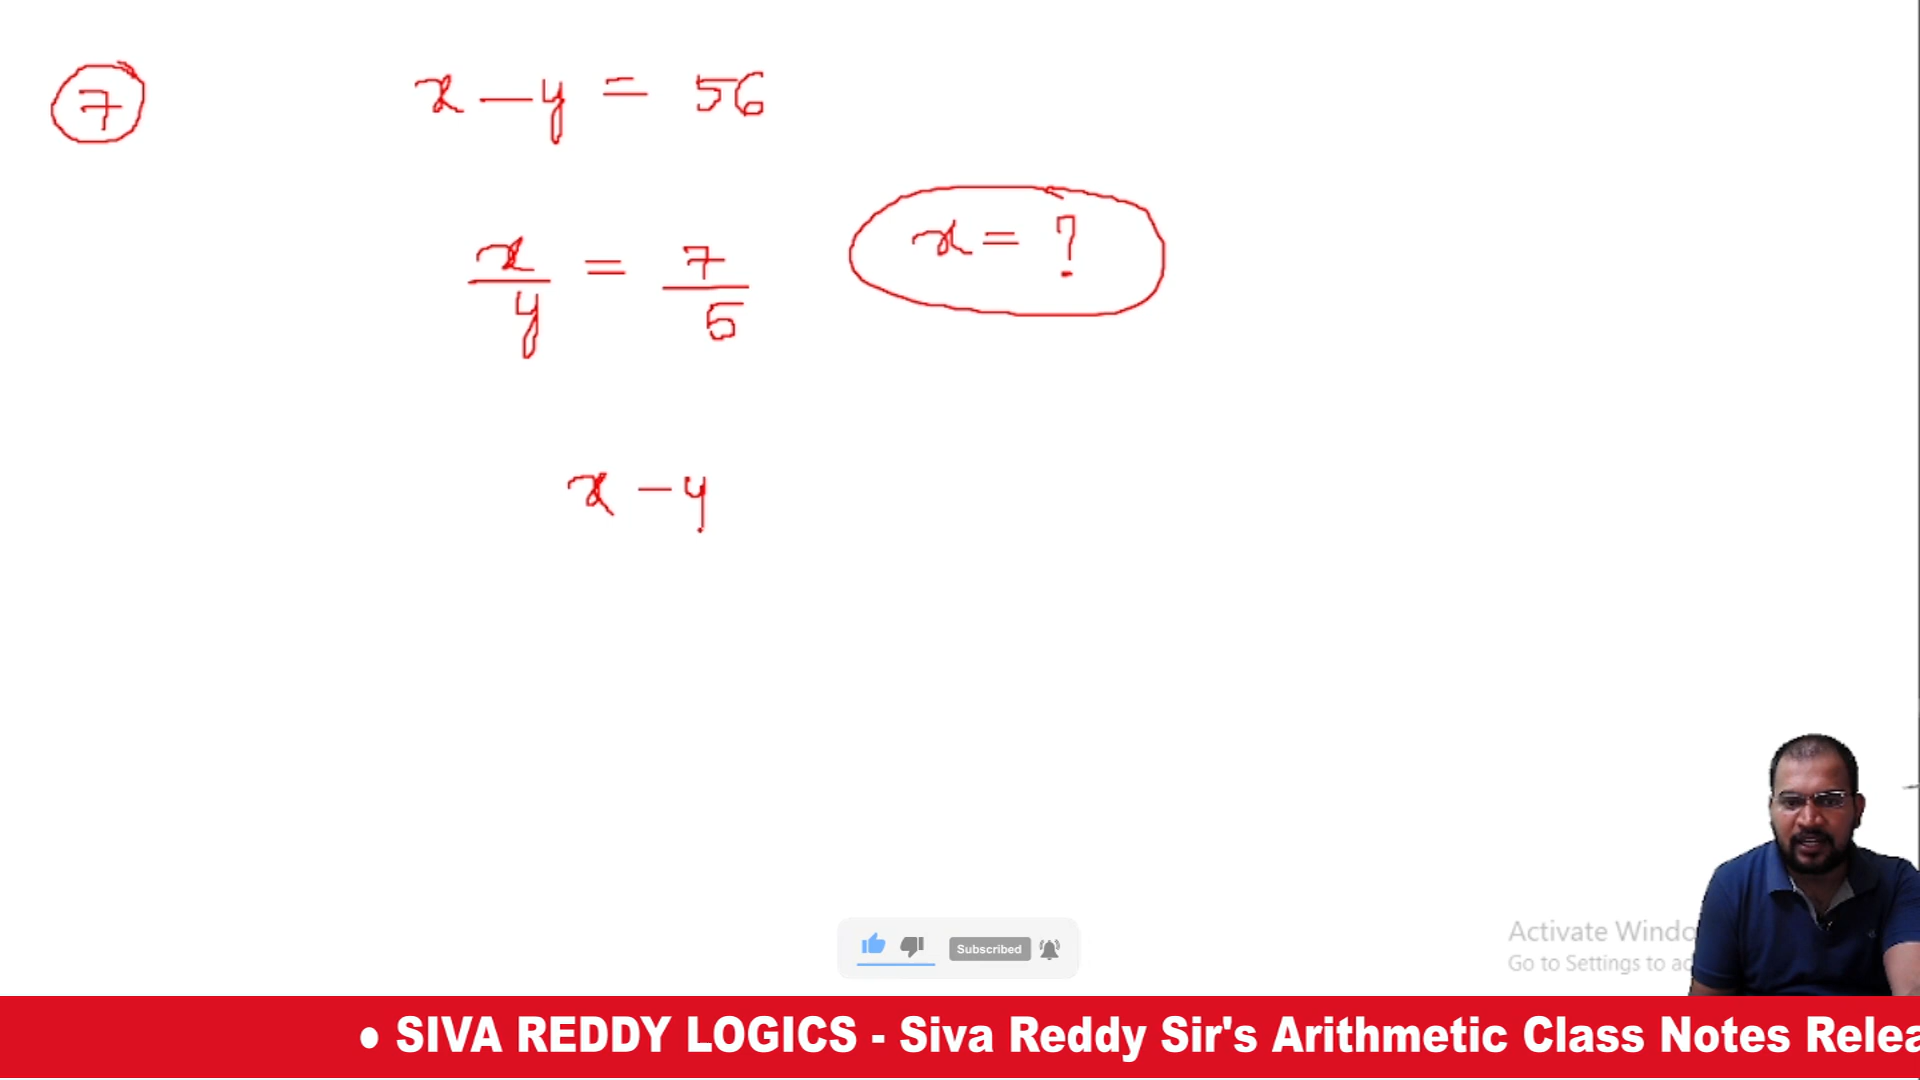 7
x - y = 56
x/y = 7/5
x = ?
x - y
Subscribed
Activate Windo
Go to Settings to a
• SIVA REDDY LOGICS - Siva Reddy Sir's Arithmetic Class Notes Relea